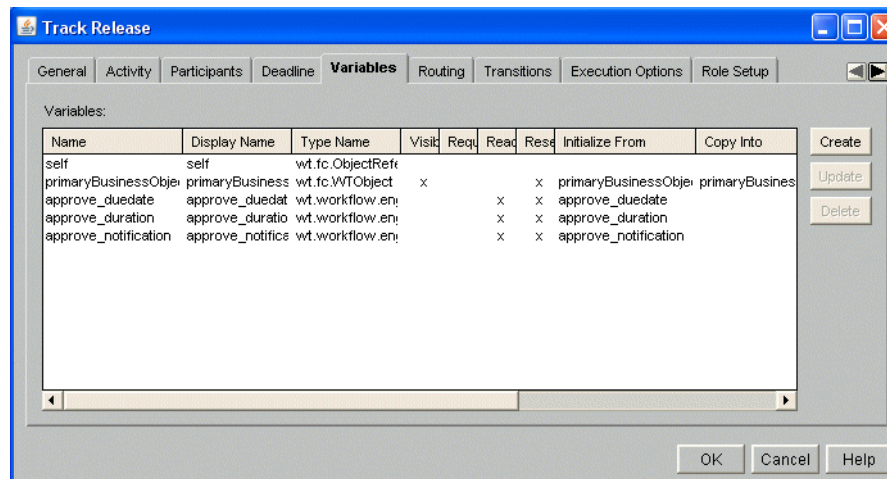 Track Release
General Activity Participants Deadline Variables Routing Transitions Execution Options Role Setup
Variables:
Name Display Name Type Name Visib Requ Read Rese Initialize From Copy Into Create
self self wt.fc.ObjectRefe
primaryBusinessObje primaryBusiness wt.fc.WTObject x x primaryBusinessObje primaryBusines Update
approve_duedate approve_duedat wt.workflow.eng x x approve_duedate
approve_duration approve_duratio wt.workflow.eng x x approve_duration Delete
approve_notification approve_notifica wt.workflow.eng x x approve_notification
OK Cancel Help